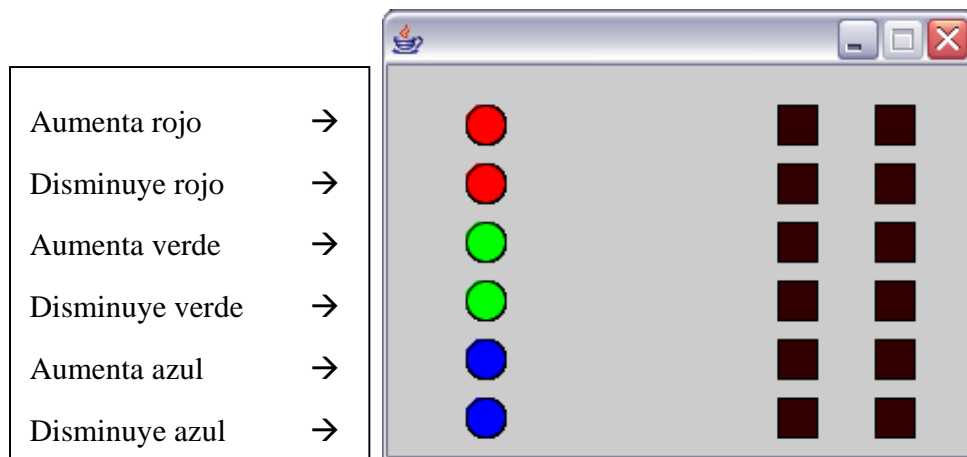 Aumenta rojo →
Disminuye rojo →
Aumenta verde →
Disminuye verde →
Aumenta azul →
Disminuye azul →